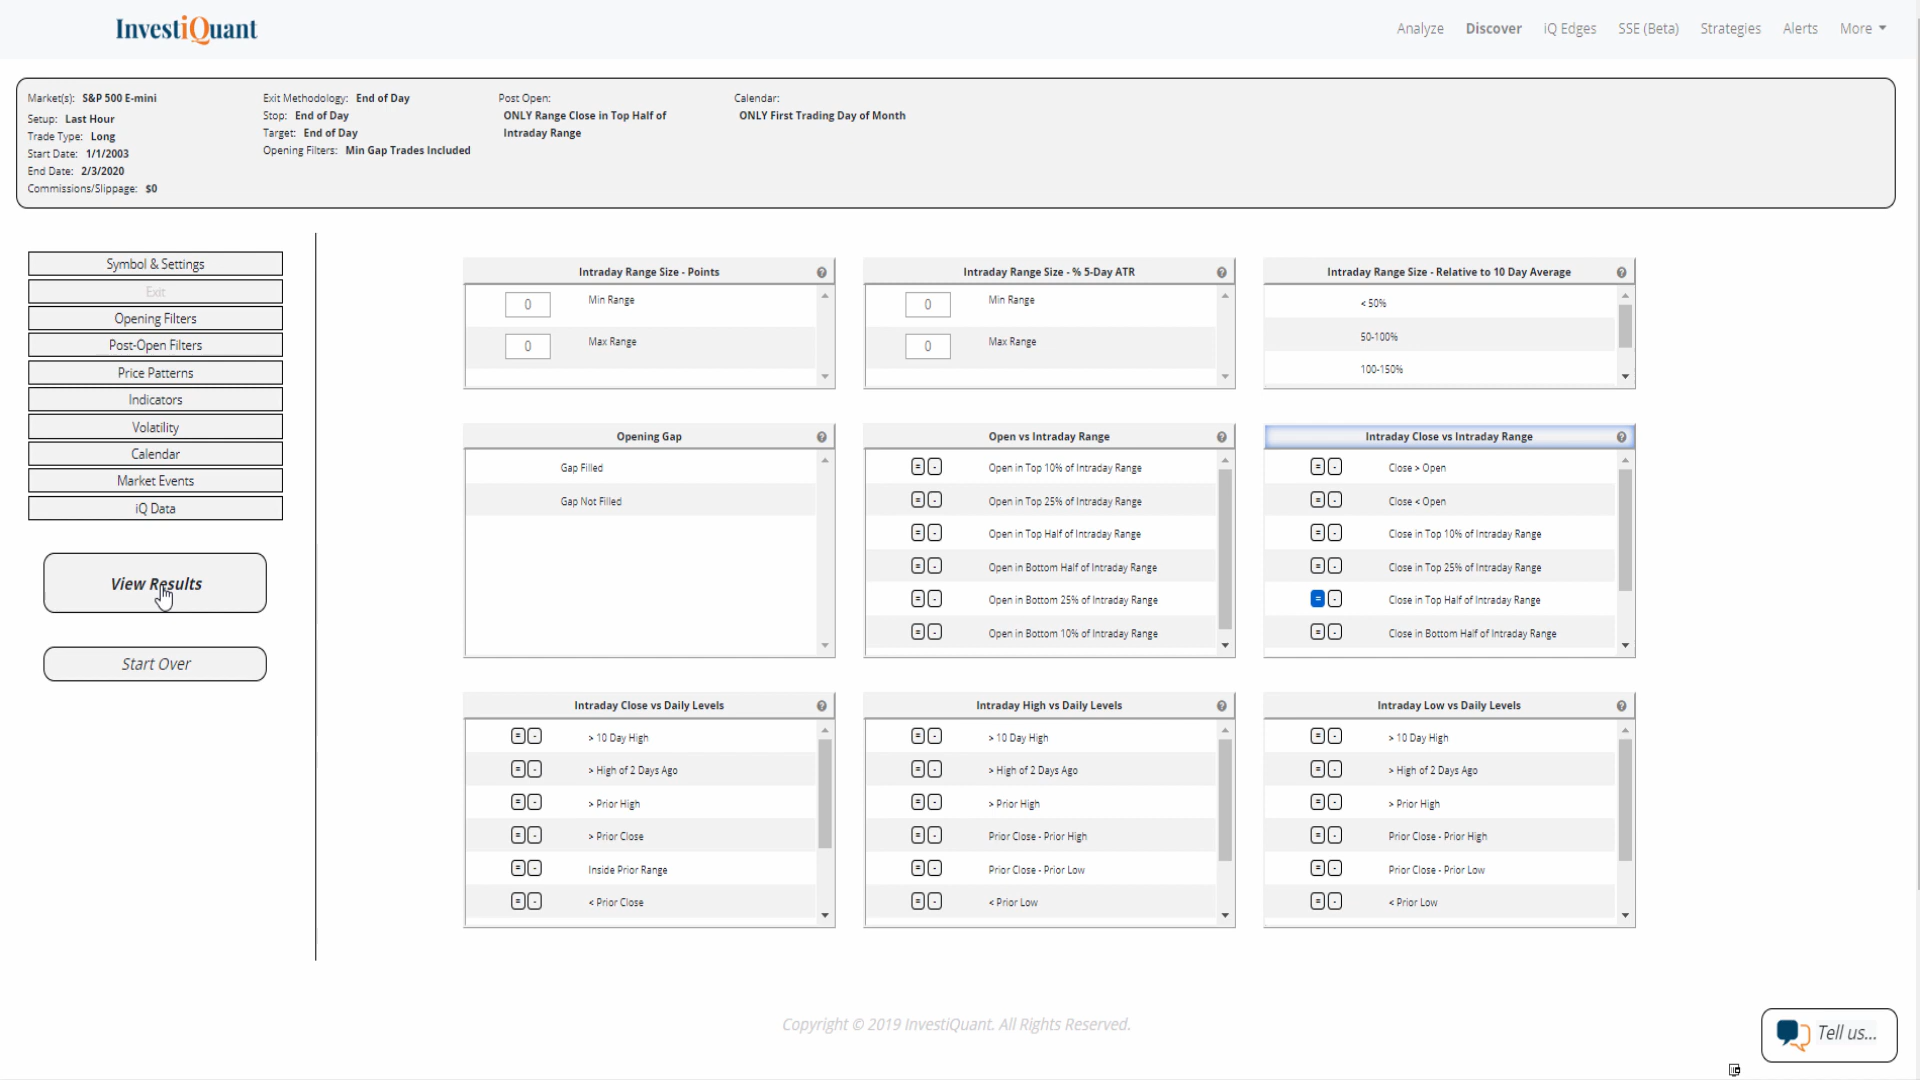 InvestiQuant
Analyze Discover iQ Edges SSE (Beta) Strategies Alerts More
Market(s): S&P 500 E-mini
Setup: Last Hour
Trade Type: Long
Start Date: 1/1/2003
End Date: 2/3/2020
Commissions/Slippage: $0
Exit Methodology: End of Day
Stop: End of Day
Target: End of Day
Opening Filters: Min Gap Trades Included
Post Open:
ONLY Range Close in Top Half of
Intraday Range
Calendar:
ONLY First Trading Day of Month
Symbol & Settings
Exit
Opening Filters
Post-Open Filters
Price Patterns
Indicators
Volatility
Calendar
Market Events
iQ Data
View Results
Start Over
Intraday Range Size - Points
0 Min Range
0 Max Range
Intraday Range Size - % 5-Day ATR
0 Min Range
0 Max Range
Intraday Range Size - Relative to 10 Day Average
< 50%
50-100%
100-150%
Opening Gap
Gap Filled
Gap Not Filled
Open vs Intraday Range
= - Open in Top 10% of Intraday Range
= - Open in Top 25% of Intraday Range
= - Open in Top Half of Intraday Range
= - Open in Bottom Half of Intraday Range
= - Open in Bottom 25% of Intraday Range
= - Open in Bottom 10% of Intraday Range
Intraday Close vs Intraday Range
= - Close > Open
= - Close < Open
= - Close in Top 10% of Intraday Range
= - Close in Top 25% of Intraday Range
= - Close in Top Half of Intraday Range
= - Close in Bottom Half of Intraday Range
Intraday Close vs Daily Levels
= - > 10 Day High
= - > High of 2 Days Ago
= - > Prior High
= - > Prior Close
= - Inside Prior Range
= - < Prior Close
Intraday High vs Daily Levels
= - > 10 Day High
= - > High of 2 Days Ago
= - > Prior High
= - Prior Close - Prior High
= - Prior Close - Prior Low
= - < Prior Low
Intraday Low vs Daily Levels
= - > 10 Day High
= - > High of 2 Days Ago
= - > Prior High
= - Prior Close - Prior High
= - Prior Close - Prior Low
= - < Prior Low
Copyright © 2019 InvestiQuant. All Rights Reserved.
Tell us...